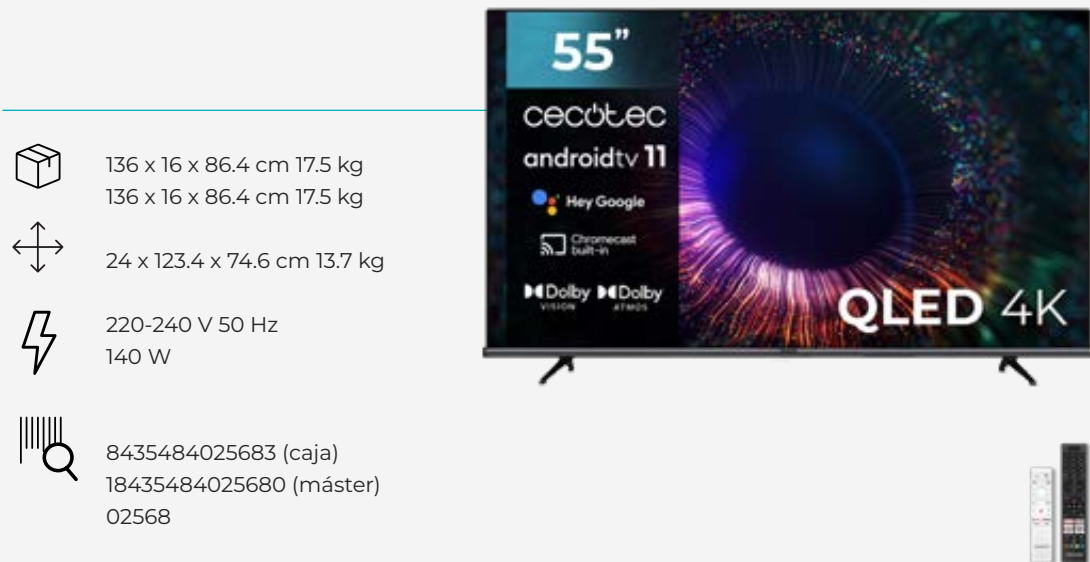 136 x 16 x 86.4 cm 17.5 kg
136 x 16 x 86.4 cm 17.5 kg
24 x 123.4 x 74.6 cm 13.7 kg
220-240 V 50 Hz
140 W
8435484025683 (caja)
18435484025680 (máster)
02568
55”
cecotec
androidtv 11
Hey Google
Chromecast
built-in
Dolby Dolby
VISION ATMOS
QLED 4K